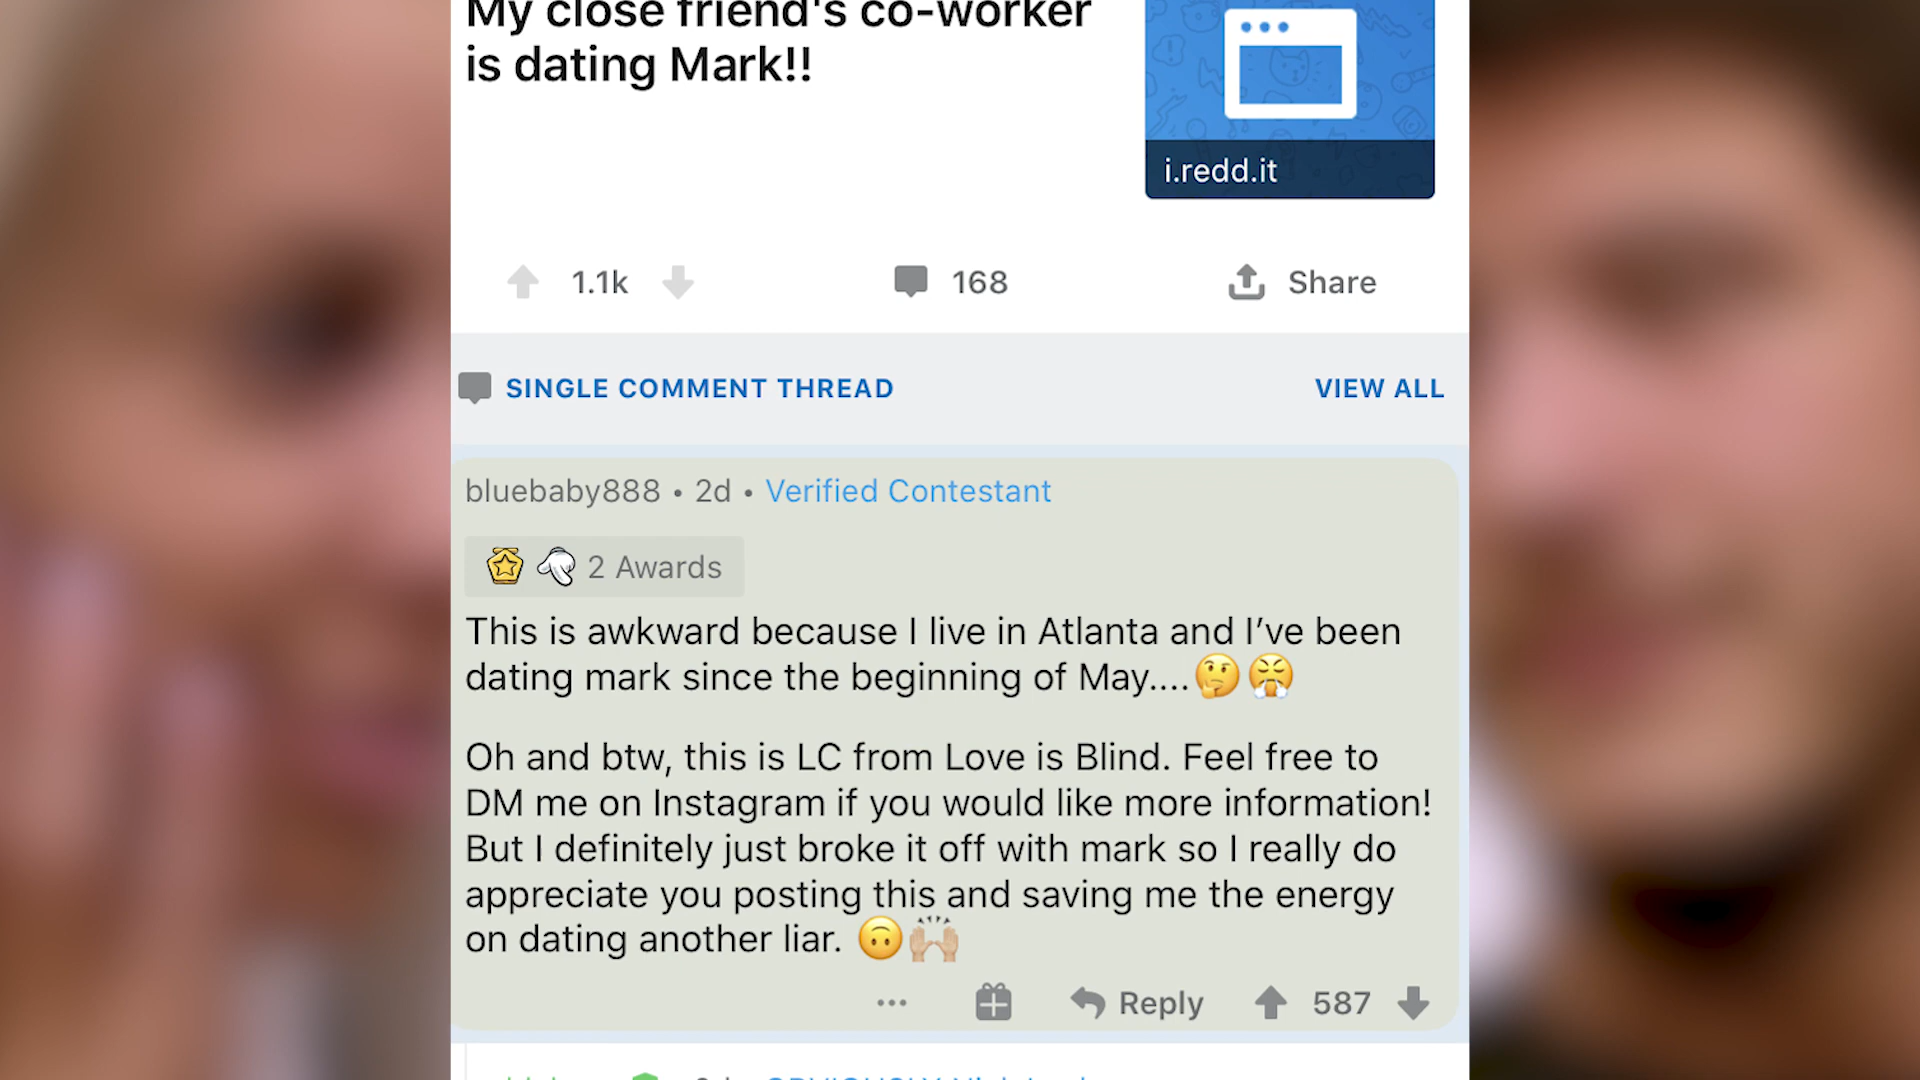 My close friend's co-worker
is dating Mark!!
i.redd.it
1.1k
168
Share
SINGLE COMMENT THREAD
VIEW ALL
bluebaby888 • 2d • Verified Contestant
2 Awards
This is awkward because I live in Atlanta and I’ve been
dating mark since the beginning of May....🤔😤
Oh and btw, this is LC from Love is Blind. Feel free to
DM me on Instagram if you would like more information!
But I definitely just broke it off with mark so I really do
appreciate you posting this and saving me the energy
on dating another liar. 🙃🙌🏼
... Reply 587